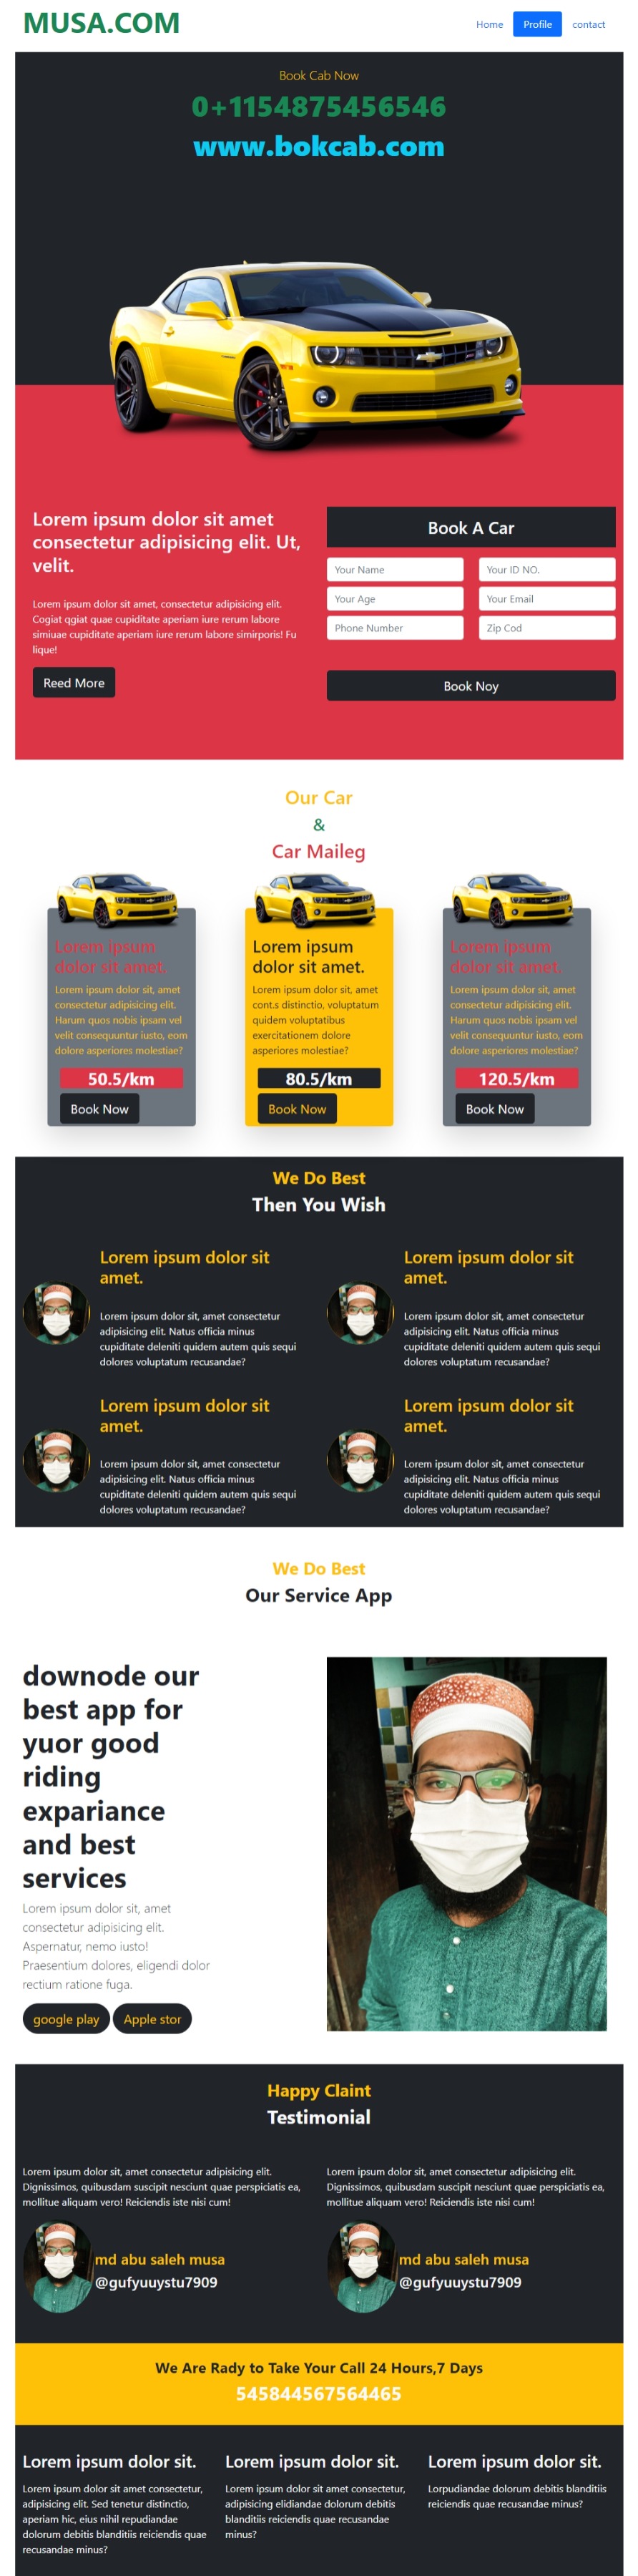 MUSA.COM
Home Profile contact
Book Cab Now
0+1154875456546
www.bokcab.com
Lorem ipsum dolor sit amet
consectetur adipisicing elit. Ut,
velit.
Lorem ipsum dolor sit amet, consectetur adipisicing elit.
Cogiat qgiat quae cupiditate aperiam iure rerum labore
simiuae cupiditate aperiam iure rerum labore simirporis! Fu
lique!
Reed More
Book A Car
Your Name
Your ID NO.
Your Age
Your Email
Phone Number
Zip Cod
Book Noy
Our Car
&
Car Maileg
Lorem ipsum
dolor sit amet.
Lorem ipsum dolor sit, amet
consectetur adipisicing elit.
Harum quos nobis ipsam vel
velit consequuntur iusto, eom
dolore asperiores molestiae?
50.5/km
Book Now
Lorem ipsum
dolor sit amet.
Lorem ipsum dolor sit, amet
cont.s distinctio, voluptatum
quidem voluptatibus
exercitationem dolore
asperiores molestiae?
80.5/km
Book Now
Lorem ipsum
dolor sit amet.
Lorem ipsum dolor sit, amet
consectetur adipisicing elit.
Harum quos nobis ipsam vel
velit consequuntur iusto, eom
dolore asperiores molestiae?
120.5/km
Book Now
We Do Best
Then You Wish
Lorem ipsum dolor sit
amet.
Lorem ipsum dolor sit, amet consectetur
adipisicing elit. Natus officia minus
cupiditate deleniti quidem autem quis sequi
dolores voluptatum recusandae?
Lorem ipsum dolor sit
amet.
Lorem ipsum dolor sit, amet consectetur
adipisicing elit. Natus officia minus
cupiditate deleniti quidem autem quis sequi
dolores voluptatum recusandae?
Lorem ipsum dolor sit
amet.
Lorem ipsum dolor sit, amet consectetur
adipisicing elit. Natus officia minus
cupiditate deleniti quidem autem quis sequi
dolores voluptatum recusandae?
Lorem ipsum dolor sit
amet.
Lorem ipsum dolor sit, amet consectetur
adipisicing elit. Natus officia minus
cupiditate deleniti quidem autem quis sequi
dolores voluptatum recusandae?
We Do Best
Our Service App
downode our
best app for
yuor good
riding
expariance
and best
services
Lorem ipsum dolor sit, amet
consectetur adipisicing elit.
Aspernatur, nemo iusto!
Praesentium dolores, eligendi dolor
rectium ratione fuga.
google play
Apple stor
Happy Claint
Testimonial
Lorem ipsum dolor sit, amet consectetur adipisicing elit.
Dignissimos, quibusdam suscipit nesciunt quae perspiciatis ea,
mollitue aliquam vero! Reiciendis iste nisi cum!
md abu saleh musa
@gufyuuystu7909
Lorem ipsum dolor sit, amet consectetur adipisicing elit.
Dignissimos, quibusdam suscipit nesciunt quae perspiciatis ea,
mollitue aliquam vero! Reiciendis iste nisi cum!
md abu saleh musa
@gufyuuystu7909
We Are Rady to Take Your Call 24 Hours,7 Days
545844567564465
Lorem ipsum dolor sit.
Lorem ipsum dolor sit amet consectetur,
adipisicing elit. Sed tenetur distinctio,
aperiam hic, eius nihil repudiandae
dolorum debitis blanditiis reiciendis quae
recusandae minus?
Lorem ipsum dolor sit.
Lorem ipsum dolor sit amet consectetur,
adipisicing elidiandae dolorum debitis
blanditiis reiciendis quae recusandae
minus?
Lorem ipsum dolor sit.
Lorpudiandae dolorum debitis blanditiis
reiciendis quae recusandae minus?